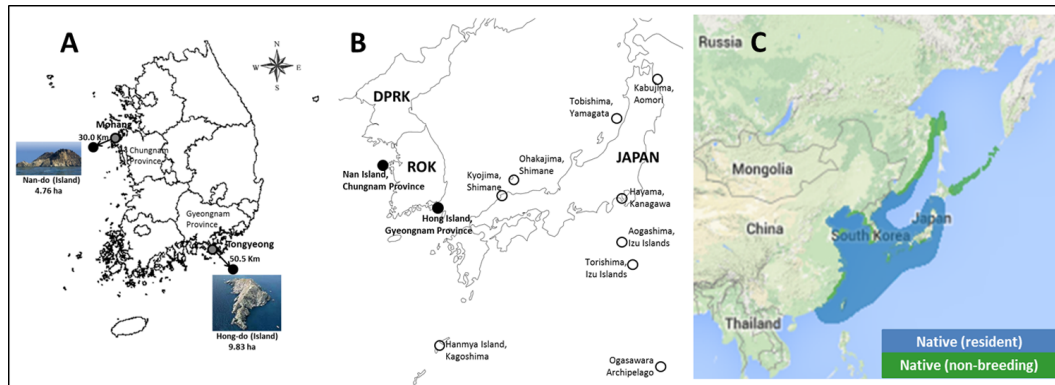 A
N
W
E
S
Mohang
30.0 Km
Chungnam
Province
Nan-do (Island)
4.76 ha
Gyeongnam
Province
Tongyeong
50.5 Km
Hong-do (Island)
9.83 ha
B
DPRK
ROK
JAPAN
Kabujima,
Aomori
Tobishima,
Yamagata
Ohakajima,
Shimane
Kyojima,
Shimane
Nan Island,
Chungnam Province
Hong Island,
Gyeongnam Province
Hayama,
Kanagawa
Aogashima,
Izu Islands
Torishima,
Izu Islands
Hanmya Island,
Kagoshima
Ogasawara
Archipelago
C
Russia
Mongolia
China
Japan
South Korea
Thailand
Native (resident)
Native (non-breeding)